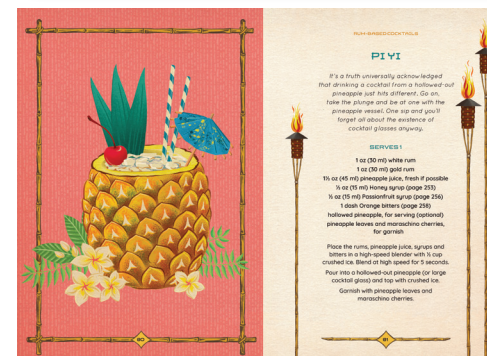 RUM-BASED COCKTAILS
PI YI
It's a truth universally acknowledged
that drinking a cocktail from a hollowed-out
pineapple just hits different. Go on,
take the plunge and be at one with the
pineapple vessel. One sip and you'll
forget all about the existence of
cocktail glasses anyway.
SERVES 1
1 oz (30 ml) white rum
1 oz (30 ml) gold rum
1½ oz (45 ml) pineapple juice, fresh if possible
½ oz (15 ml) Honey syrup (page 253)
½ oz (15 ml) Passionfruit syrup (page 256)
1 dash Orange bitters (page 258)
hollowed pineapple, for serving (optional)
pineapple leaves and maraschino cherries,
for garnish
Place the rums, pineapple juice, syrups and
bitters in a high-speed blender with ½ cup
crushed ice. Blend at high speed for 5 seconds.
Pour into a hollowed-out pineapple (or large
cocktail glass) and top with crushed ice.
Garnish with pineapple leaves and
maraschino cherries.
80
81